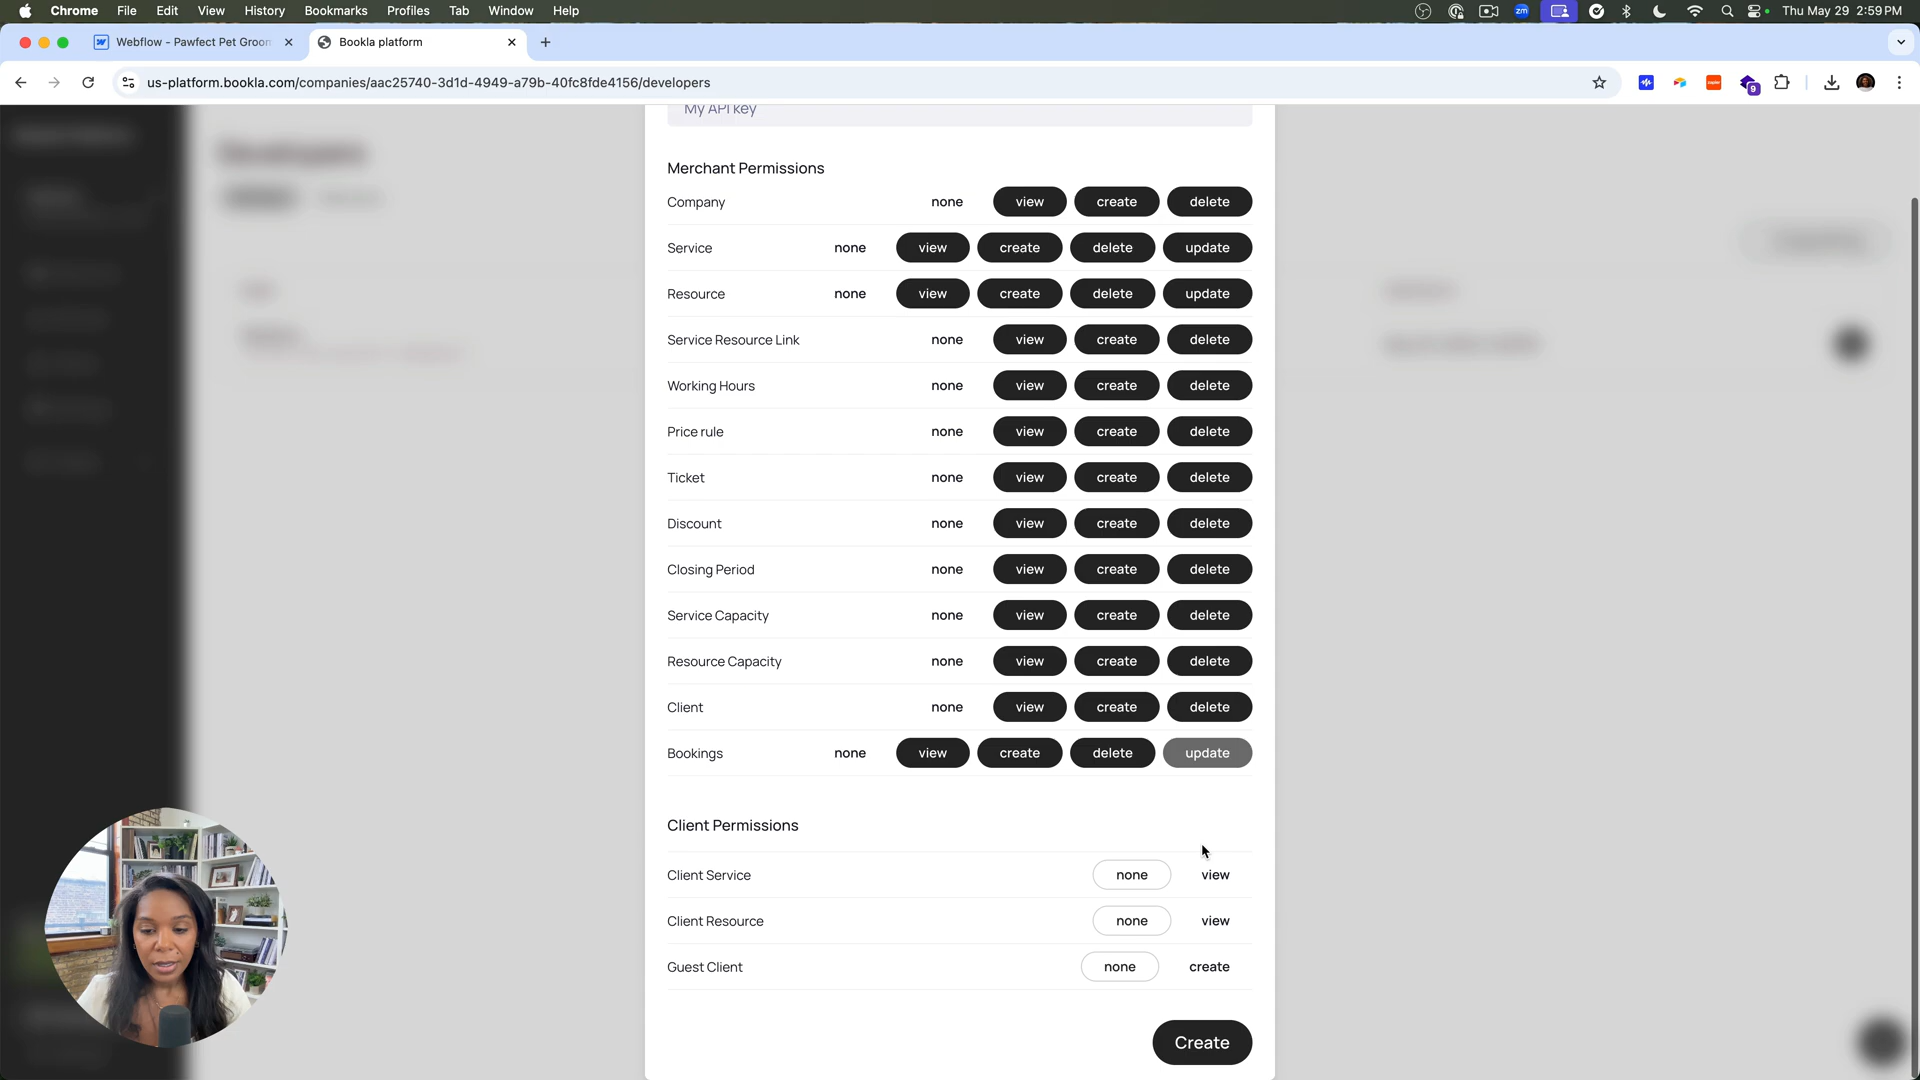 Chrome File Edit View History Bookmarks Profiles Tab Window Help
zm
Thu May 29 2:59 PM
Webflow - Pawfect Pet Groom
Bookla platform
us-platform.bookla.com/companies/aac25740-3d1d-4949-a79b-40fc8fde4156/developers
9
My API key
Merchant Permissions
Company none view create delete
Service none view create delete update
Resource none view create delete update
Service Resource Link none view create delete
Working Hours none view create delete
Price rule none view create delete
Ticket none view create delete
Discount none view create delete
Closing Period none view create delete
Service Capacity none view create delete
Resource Capacity none view create delete
Client none view create delete
Bookings none view create delete update
Client Permissions
Client Service none view
Client Resource none view
Guest Client none create
Create